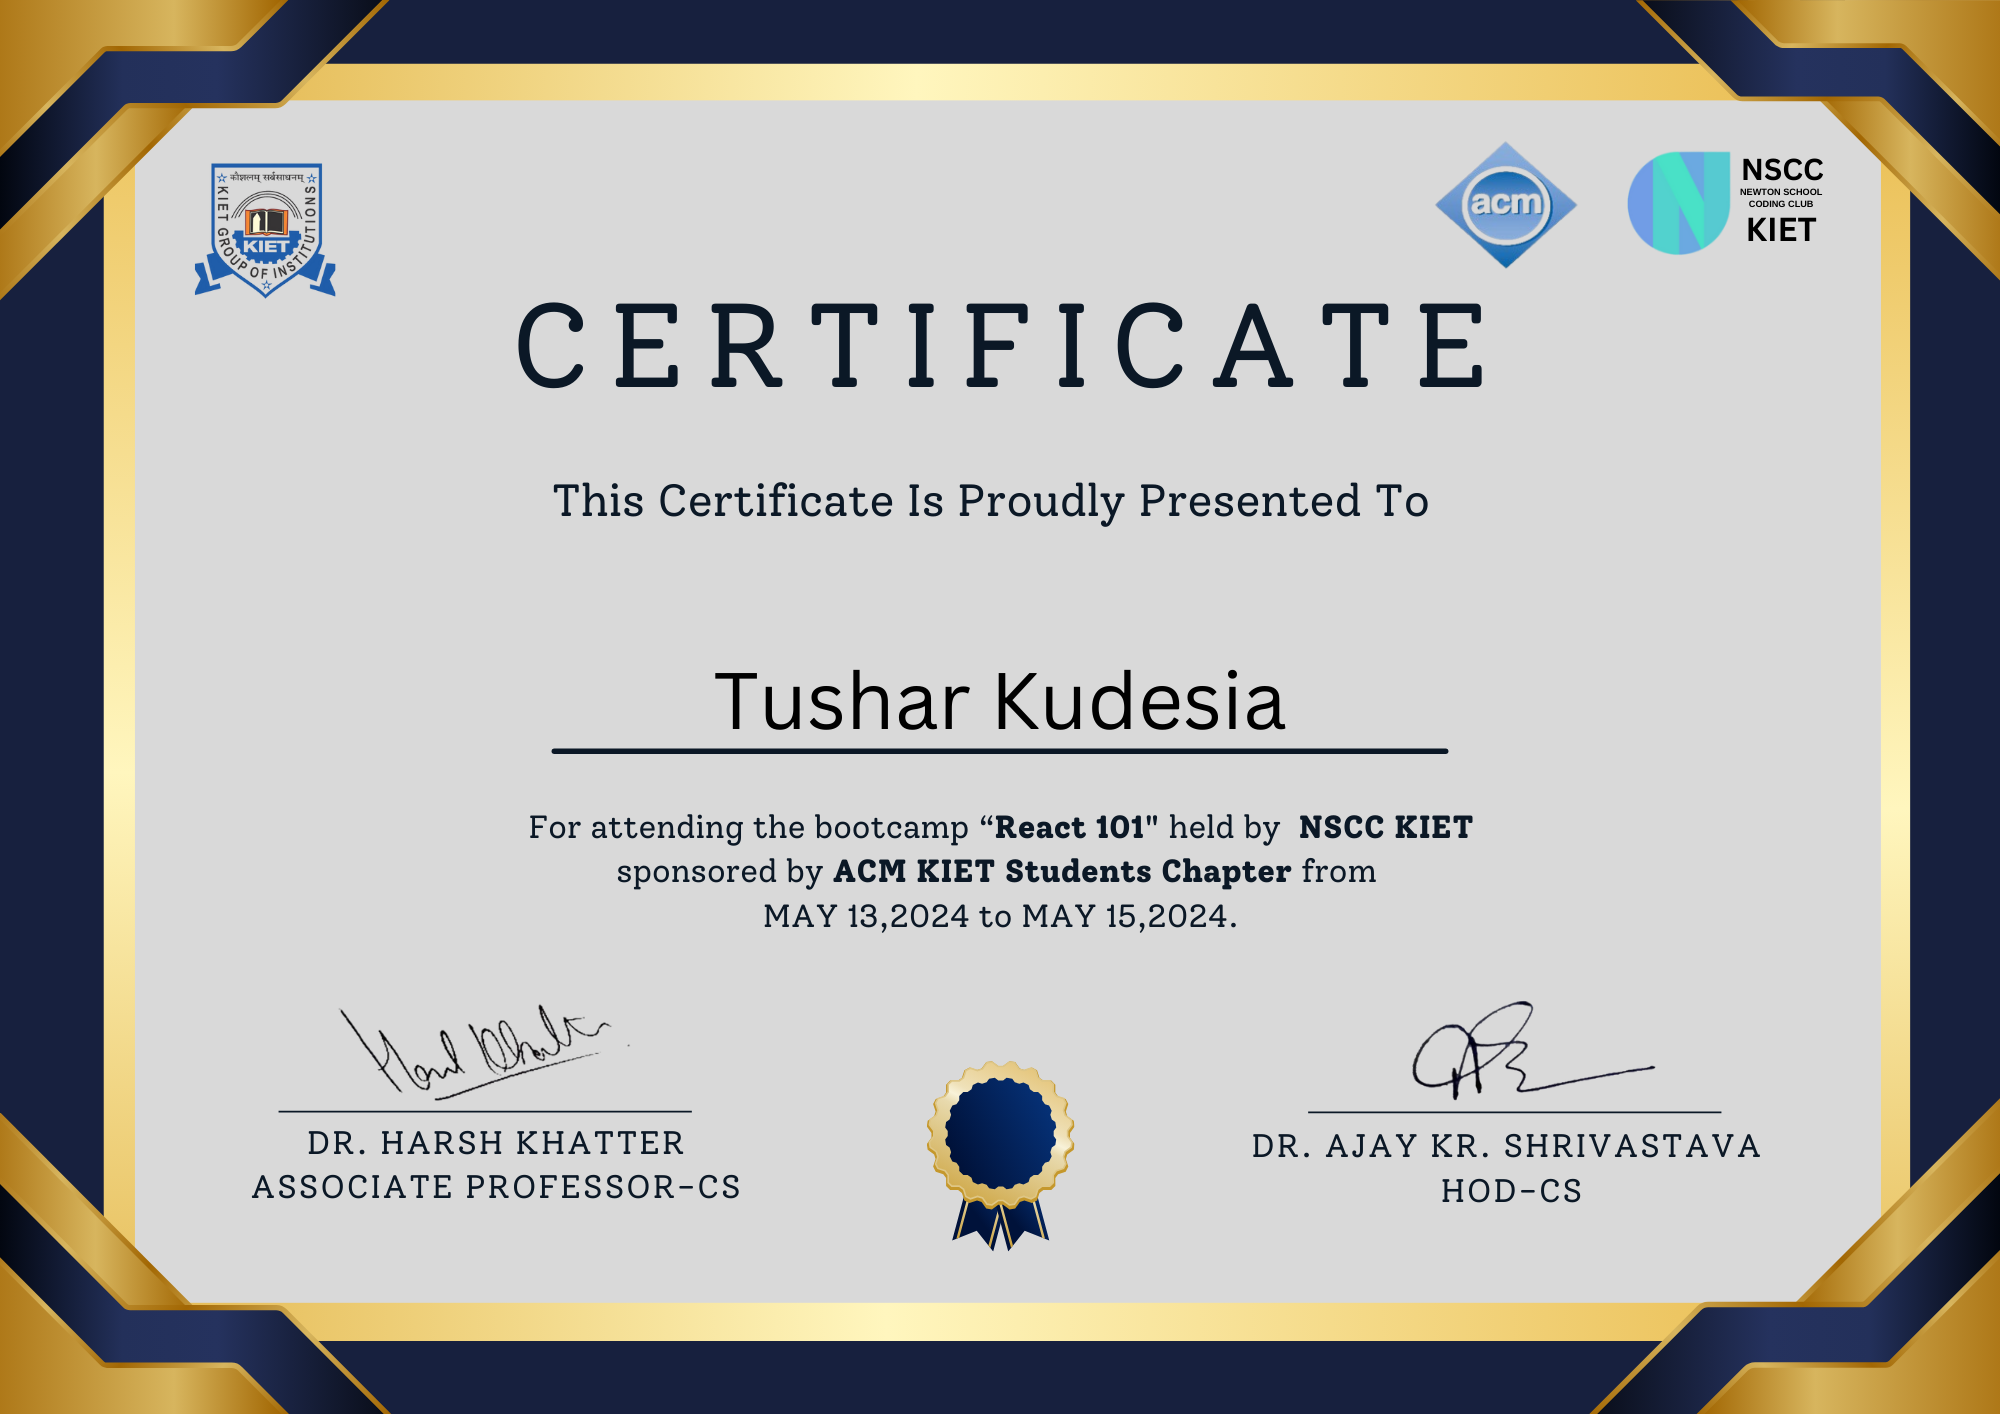 कौशलम् सर्वसाधनम्
KIET GROUP OF INSTITUTIONS
KIET
acm
NSCC
NEWTON SCHOOL
CODING CLUB
KIET
CERTIFICATE
This Certificate Is Proudly Presented To
Tushar Kudesia
For attending the bootcamp “React 101" held by NSCC KIET
sponsored by ACM KIET Students Chapter from
MAY 13,2024 to MAY 15,2024.
DR. HARSH KHATTER
ASSOCIATE PROFESSOR-CS
DR. AJAY KR. SHRIVASTAVA
HOD-CS